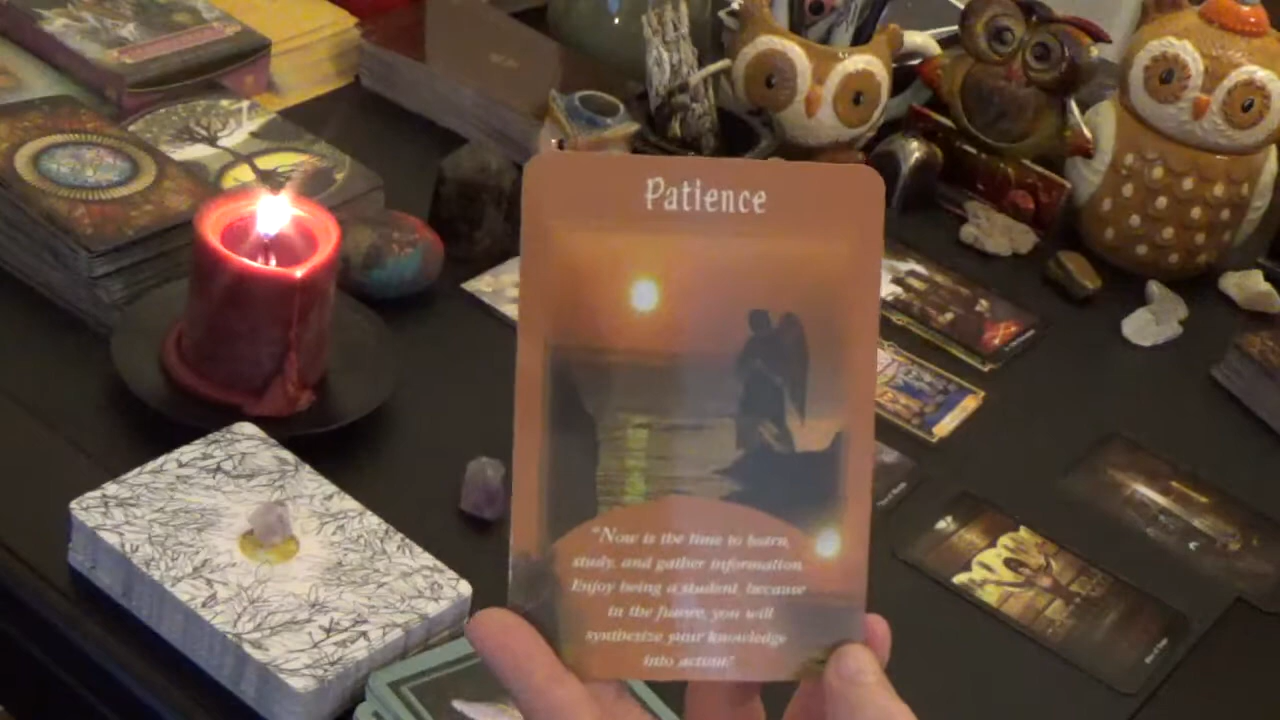 Patience
"Now is the time to learn,
study, and gather information.
Enjoy being a student, because
in the future, you will
synthesize your knowledge
into action."